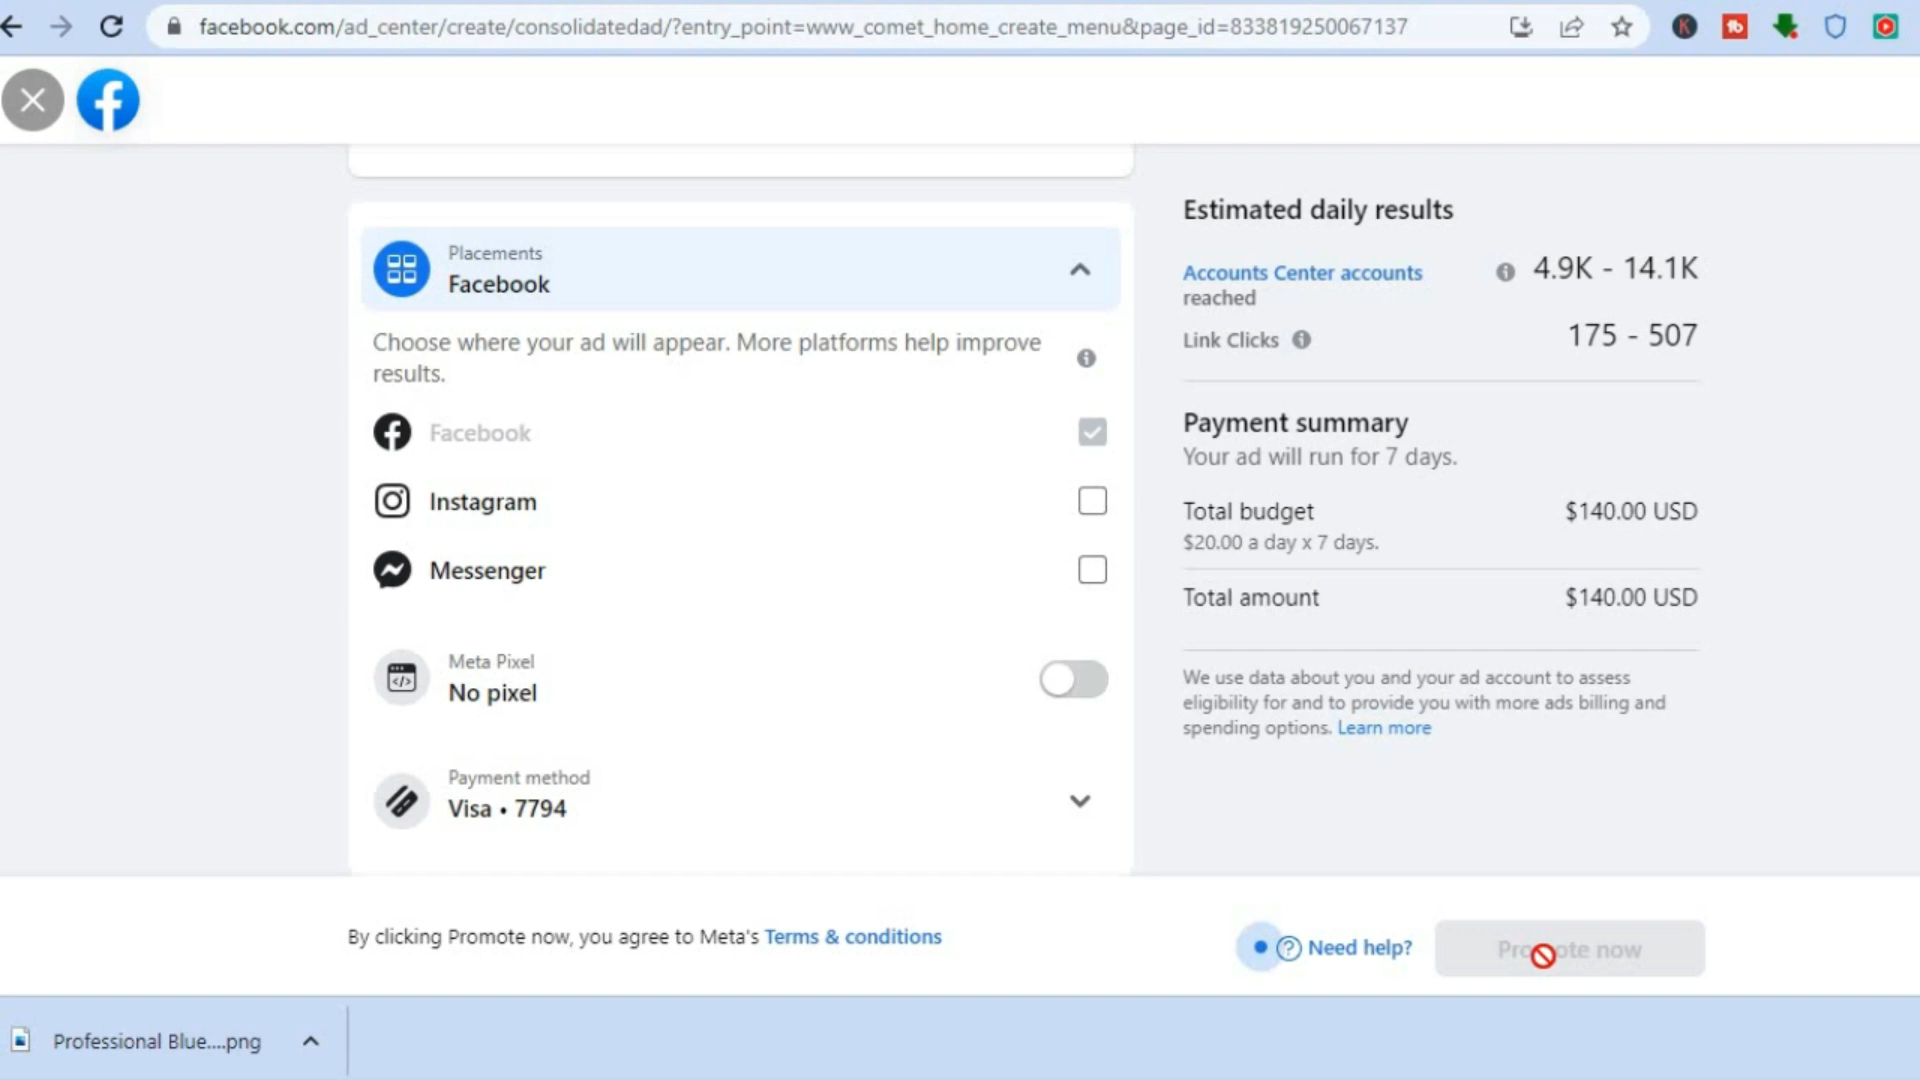 facebook.com/ad_center/create/consolidatedad/?entry_point=www_comet_home_create_menu&page_id=833819250067137
Placements
Facebook
Choose where your ad will appear. More platforms help improve
results.
Facebook
Instagram
Messenger
Meta Pixel
No pixel
Payment method
Visa • 7794
Estimated daily results
Accounts Center accounts
reached
4.9K - 14.1K
Link Clicks
175 - 507
Payment summary
Your ad will run for 7 days.
Total budget
$140.00 USD
$20.00 a day x 7 days.
Total amount
$140.00 USD
We use data about you and your ad account to assess
eligibility for and to provide you with more ads billing and
spending options. Learn more
By clicking Promote now, you agree to Meta's Terms & conditions
Need help?
Promote now
Professional Blue....png